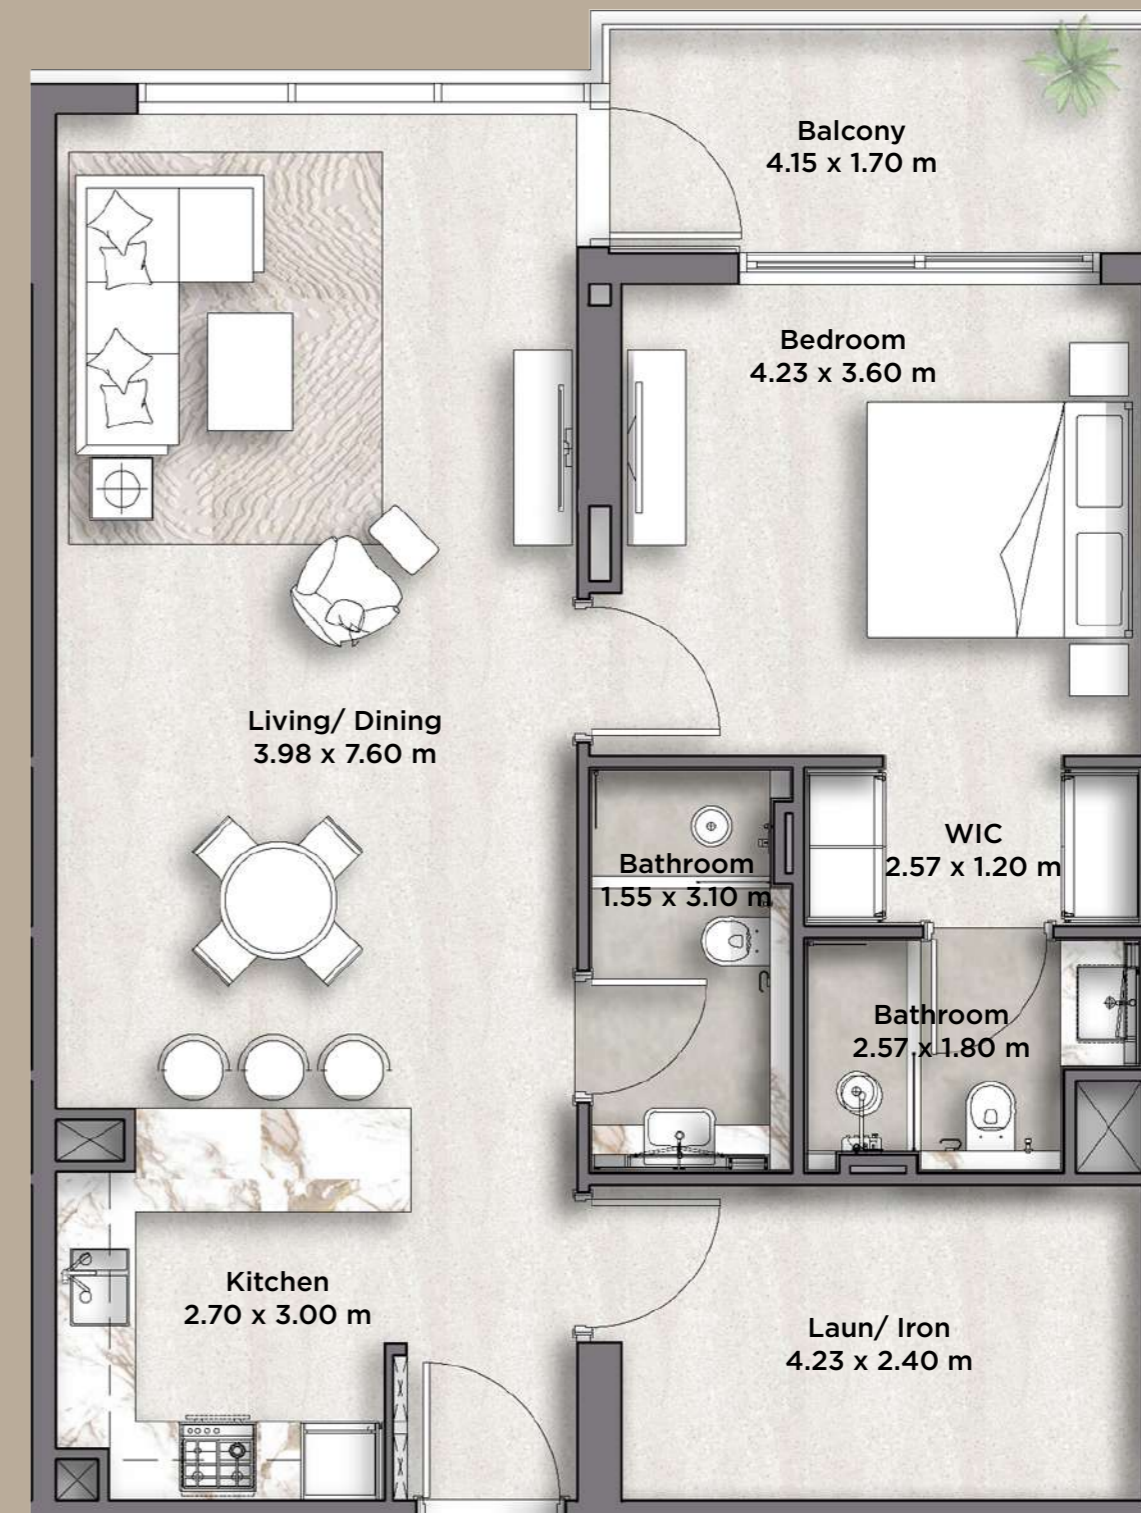 Balcony
4.15 x 1.70 m
Bedroom
4.23 x 3.60 m
Living/ Dining
3.98 x 7.60 m
WIC
2.57 x 1.20 m
Bathroom
1.55 x 3.10 m
Bathroom
2.57 x 1.80 m
Kitchen
2.70 x 3.00 m
Laun/ Iron
4.23 x 2.40 m